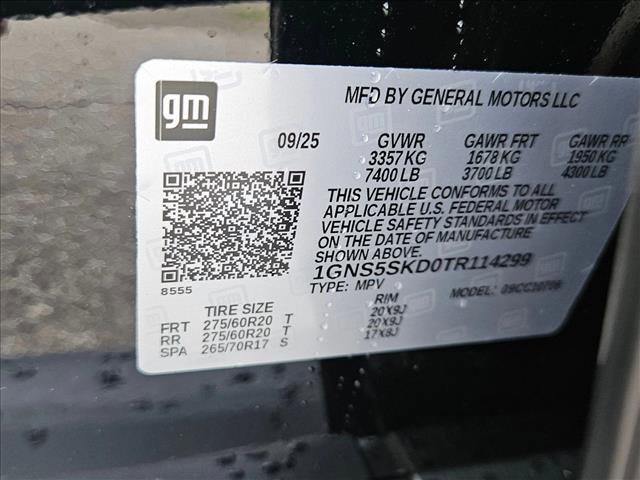 gm
MFD BY GENERAL MOTORS LLC
09/25 GVWR GAWR FRT GAWR RR
3357 KG 1678 KG 1950 KG
7400 LB 3700 LB 4300 LB
THIS VEHICLE CONFORMS TO ALL
APPLICABLE U.S. FEDERAL MOTOR
VEHICLE SAFETY STANDARDS IN EFFECT
ON THE DATE OF MANUFACTURE
SHOWN ABOVE.
1GNS5SKD0TR114299
8555
TYPE: MPV MODEL: 09CC10706
TIRE SIZE RIM
FRT 275/60R20 T 20X9J
RR 275/60R20 T 20X9J
SPA 265/70R17 S 17X8J